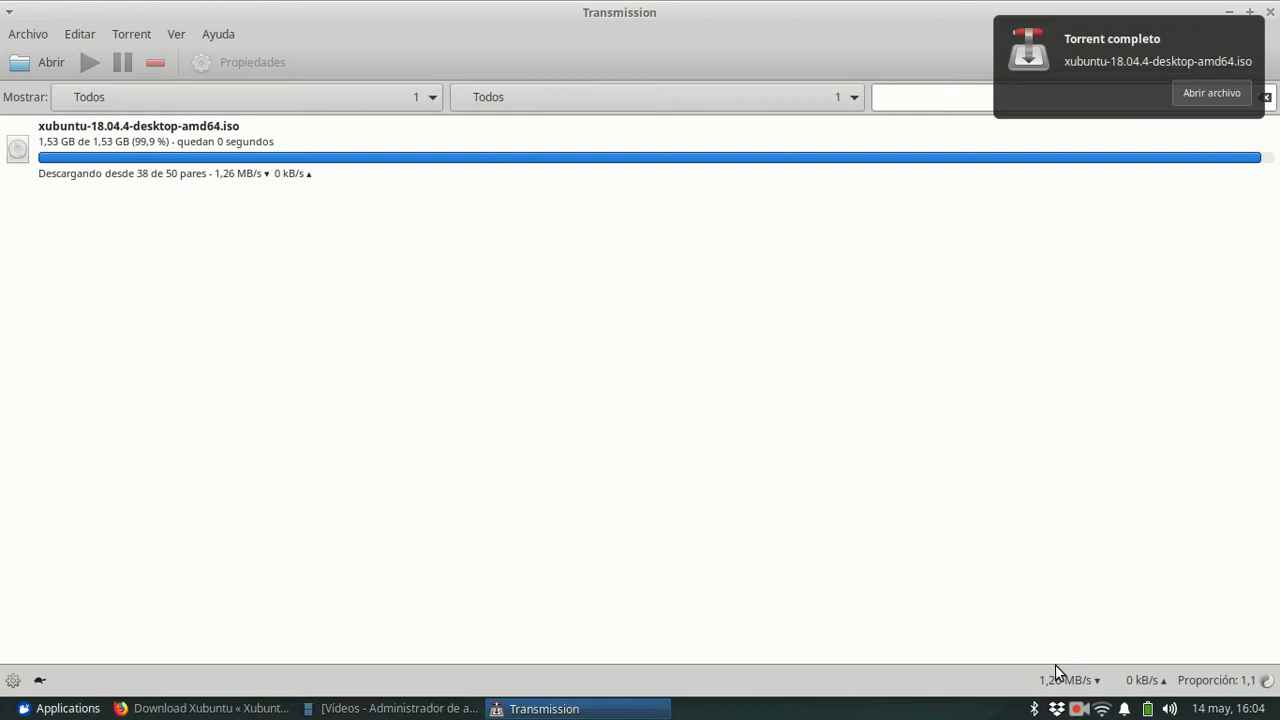 Transmission
Archivo Editar Torrent Ver Ayuda
Abrir Propiedades
Mostrar: Todos 1 Todos 1
Torrent completo
xubuntu-18.04.4-desktop-amd64.iso
Abrir archivo
xubuntu-18.04.4-desktop-amd64.iso
1,53 GB de 1,53 GB (99,9 %) - quedan 0 segundos
Descargando desde 38 de 50 pares - 1,26 MB/s ▾ 0 kB/s ▴
1,26 MB/s ▾ 0 kB/s ▴ Proporción: 1,1
Applications Download Xubuntu « Xubunt... [Vídeos - Administrador de a... Transmission 14 may, 16:04